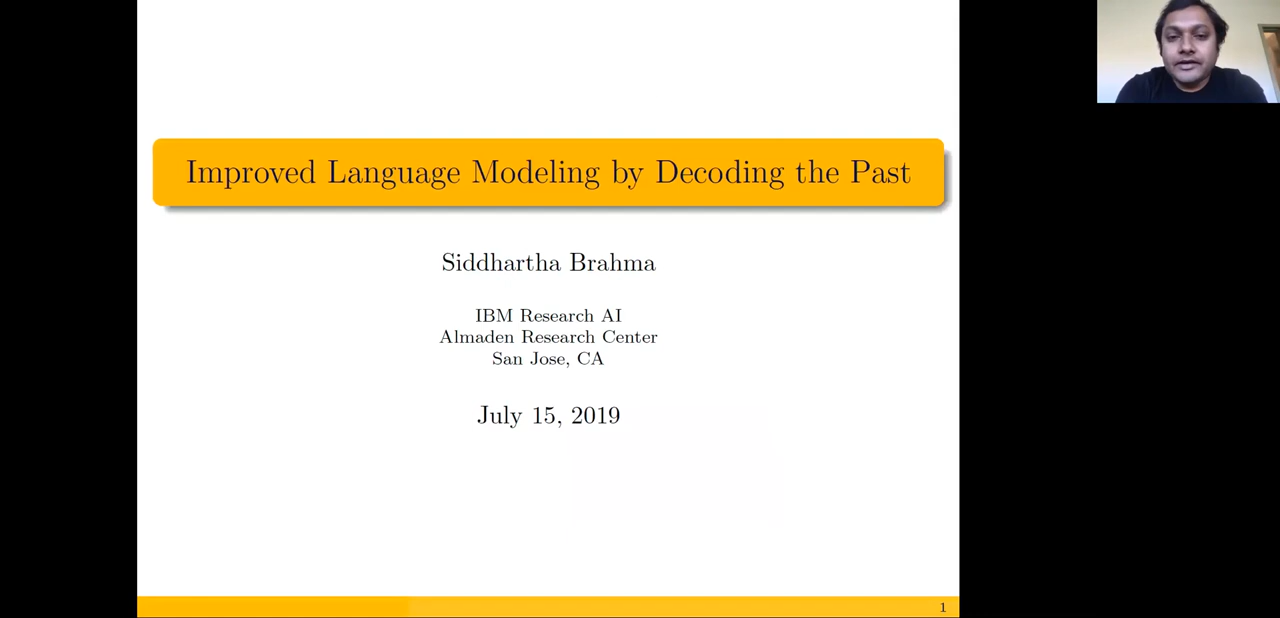 Improved Language Modeling by Decoding the Past
Siddhartha Brahma
IBM Research AI
Almaden Research Center
San Jose, CA
July 15, 2019
1